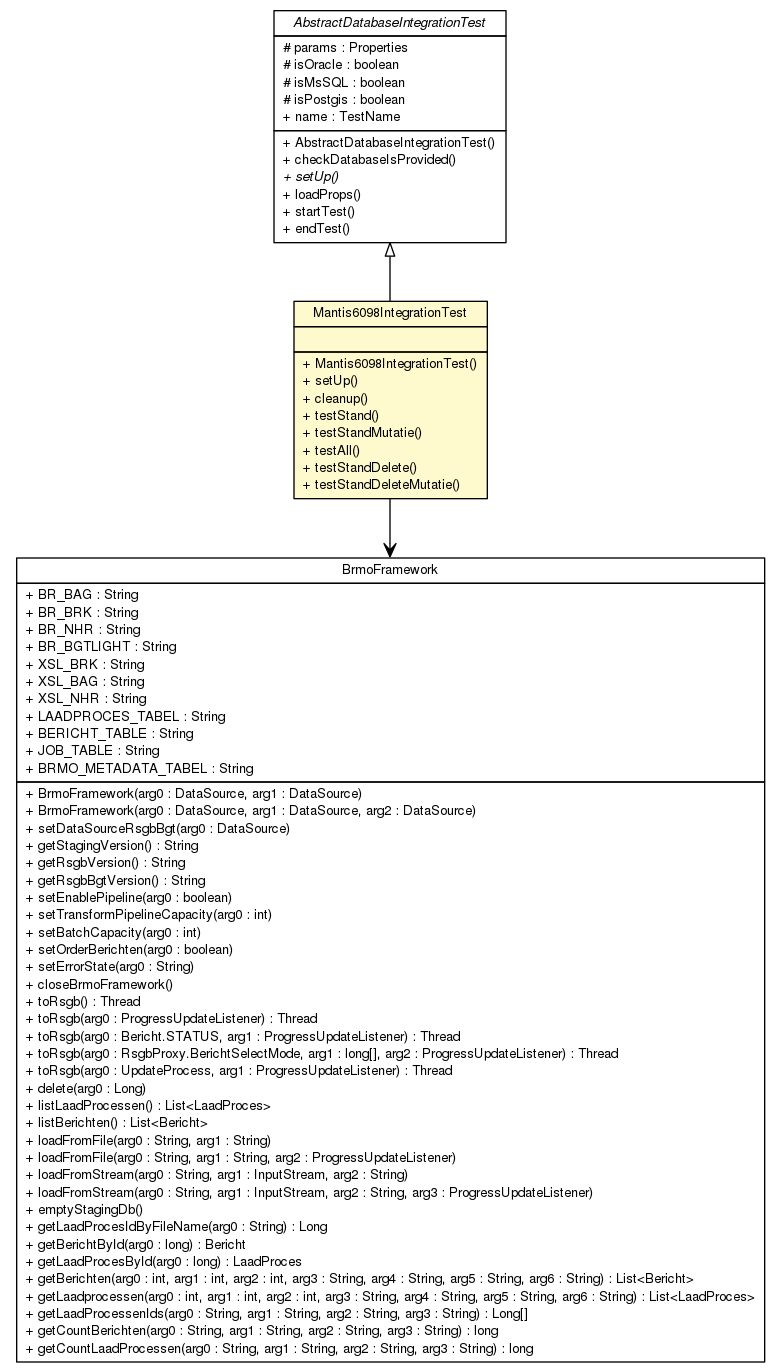 AbstractDatabaseIntegrationTest
# params : Properties
# isOracle : boolean
# isMsSQL : boolean
# isPostgis : boolean
+ name : TestName
+ AbstractDatabaseIntegrationTest()
+ checkDatabaseIsProvided()
+ setUp()
+ loadProps()
+ startTest()
+ endTest()
Mantis6098IntegrationTest
+ Mantis6098IntegrationTest()
+ setUp()
+ cleanup()
+ testStand()
+ testStandMutatie()
+ testAll()
+ testStandDelete()
+ testStandDeleteMutatie()
BrmoFramework
+ BR_BAG : String
+ BR_BRK : String
+ BR_NHR : String
+ BR_BGTLIGHT : String
+ XSL_BRK : String
+ XSL_BAG : String
+ XSL_NHR : String
+ LAADPROCES_TABEL : String
+ BERICHT_TABLE : String
+ JOB_TABLE : String
+ BRMO_METADATA_TABEL : String
+ BrmoFramework(arg0 : DataSource, arg1 : DataSource)
+ BrmoFramework(arg0 : DataSource, arg1 : DataSource, arg2 : DataSource)
+ setDataSourceRsgbBgt(arg0 : DataSource)
+ getStagingVersion() : String
+ getRsgbVersion() : String
+ getRsgbBgtVersion() : String
+ setEnablePipeline(arg0 : boolean)
+ setTransformPipelineCapacity(arg0 : int)
+ setBatchCapacity(arg0 : int)
+ setOrderBerichten(arg0 : boolean)
+ setErrorState(arg0 : String)
+ closeBrmoFramework()
+ toRsgb() : Thread
+ toRsgb(arg0 : ProgressUpdateListener) : Thread
+ toRsgb(arg0 : Bericht.STATUS, arg1 : ProgressUpdateListener) : Thread
+ toRsgb(arg0 : RsgbProxy.BerichtSelectMode, arg1 : long[], arg2 : ProgressUpdateListener) : Thread
+ toRsgb(arg0 : UpdateProcess, arg1 : ProgressUpdateListener) : Thread
+ delete(arg0 : Long)
+ listLaadProcessen() : List<LaadProces>
+ listBerichten() : List<Bericht>
+ loadFromFile(arg0 : String, arg1 : String)
+ loadFromFile(arg0 : String, arg1 : String, arg2 : ProgressUpdateListener)
+ loadFromStream(arg0 : String, arg1 : InputStream, arg2 : String)
+ loadFromStream(arg0 : String, arg1 : InputStream, arg2 : String, arg3 : ProgressUpdateListener)
+ emptyStagingDb()
+ getLaadProcesIdByFileName(arg0 : String) : Long
+ getBerichtById(arg0 : long) : Bericht
+ getLaadProcesById(arg0 : long) : LaadProces
+ getBerichten(arg0 : int, arg1 : int, arg2 : int, arg3 : String, arg4 : String, arg5 : String, arg6 : String) : List<Bericht>
+ getLaadprocessen(arg0 : int, arg1 : int, arg2 : int, arg3 : String, arg4 : String, arg5 : String, arg6 : String) : List<LaadProces>
+ getLaadProcessenIds(arg0 : String, arg1 : String, arg2 : String, arg3 : String) : Long[]
+ getCountBerichten(arg0 : String, arg1 : String, arg2 : String, arg3 : String) : long
+ getCountLaadProcessen(arg0 : String, arg1 : String, arg2 : String, arg3 : String) : long